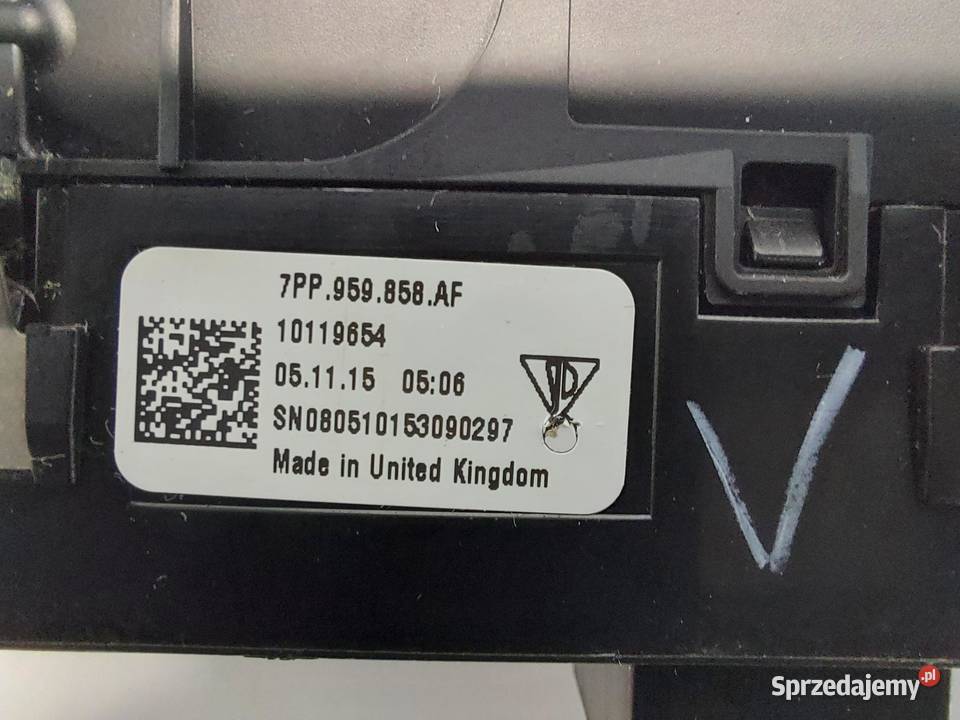 7PP.959.858.AF
10119654
05.11.15 05:06
SN080510153090297
Made in United Kingdom
V
Sprzedajemy.pl